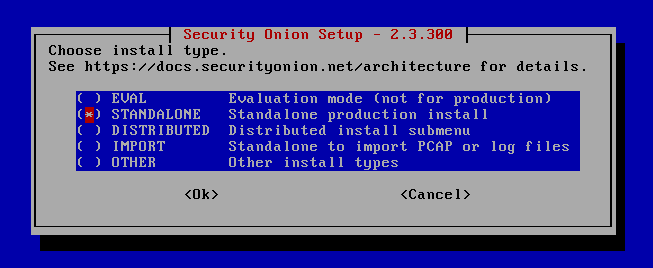 Security Onion Setup - 2.3.300
Choose install type.
See https://docs.securityonion.net/architecture for details.
( ) EVAL Evaluation mode (not for production)
(*) STANDALONE Standalone production install
( ) DISTRIBUTED Distributed install submenu
( ) IMPORT Standalone to import PCAP or log files
( ) OTHER Other install types
<Ok> <Cancel>